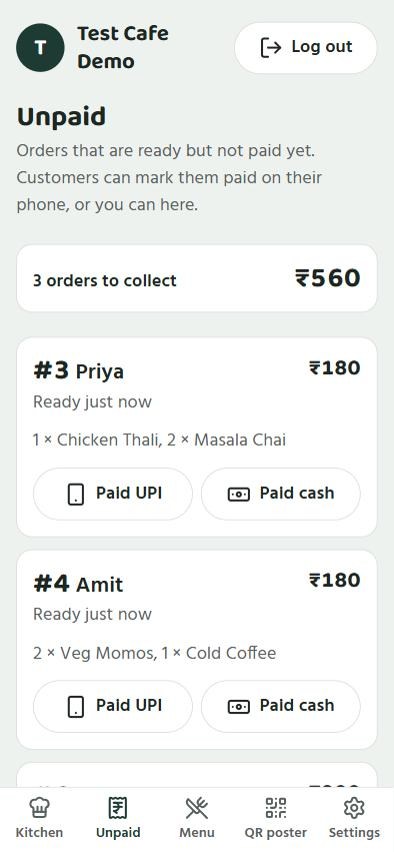 T
Test Cafe
Demo
Log out
Unpaid
Orders that are ready but not paid yet.
Customers can mark them paid on their
phone, or you can here.
3 orders to collect ₹560
#3 Priya ₹180
Ready just now
1 × Chicken Thali, 2 × Masala Chai
Paid UPI Paid cash
#4 Amit ₹180
Ready just now
2 × Veg Momos, 1 × Cold Coffee
Paid UPI Paid cash
Kitchen Unpaid Menu QR poster Settings